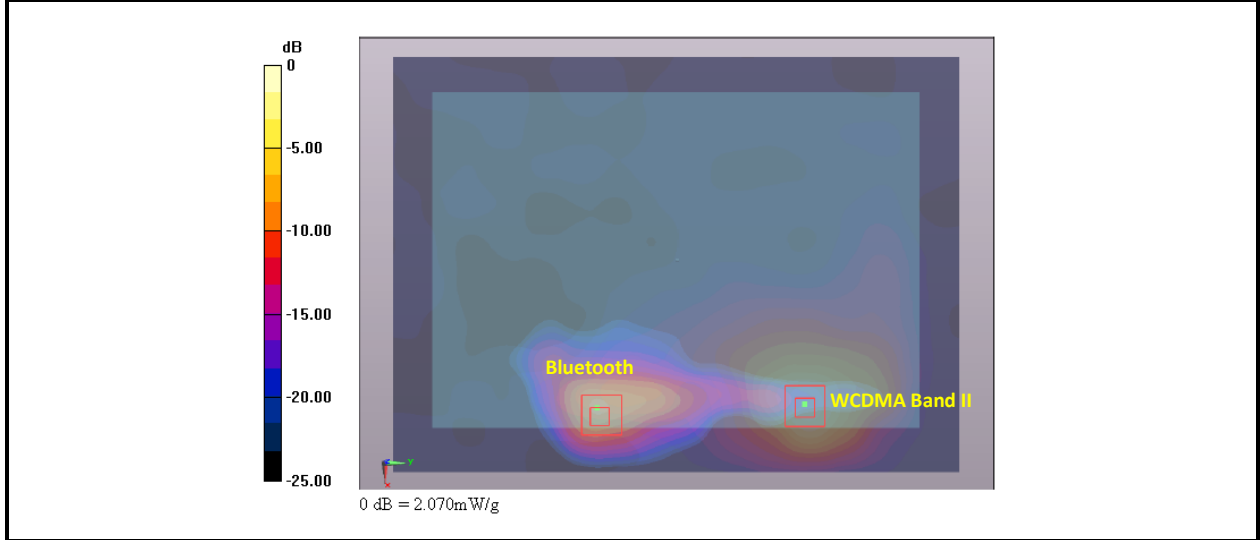 dB
0
-5.00
-10.00
-15.00
-20.00
-25.00
Bluetooth
WCDMA Band II
Y
X
0 dB = 2.070mW/g